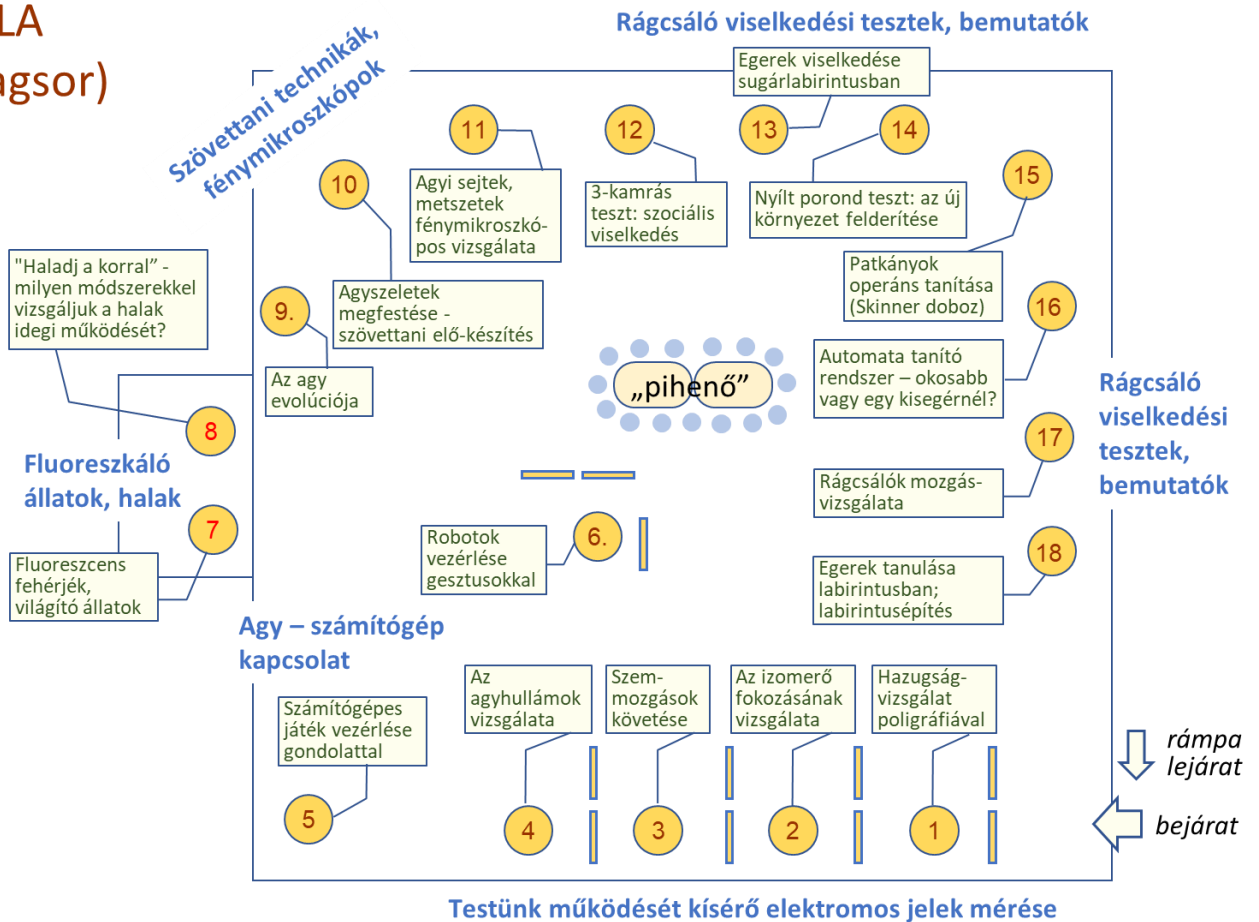 LA
agsor)
Szövettani technikák,
fénymikroszkópok
Rágcsáló viselkedési tesztek, bemutatók
Egerek viselkedése
sugárlabirintusban
11
12
13
14
15
10
Agyi sejtek,
metszetek
fénymikroszkó-
pos vizsgálata
3-kamrás
teszt: szociális
viselkedés
Nyílt porond teszt: az új
környezet felderítése
"Haladj a korral” -
milyen módszerekkel
vizsgáljuk a halak
idegi működését?
9.
Agyszeletek
megfestése -
szövettani elő-készítés
Patkányok
operáns tanítása
(Skinner doboz)
16
Az agy
evolúciója
„pihenő”
Automata tanító
rendszer – okosabb
vagy egy kisegérnél?
Rágcsáló
viselkedési
tesztek,
bemutatók
8
17
Fluoreszkáló
állatok, halak
Rágcsálók mozgás-
vizsgálata
7
6.
Robotok
vezérlése
gesztusokkal
18
Fluoreszcens
fehérjék,
világító állatok
Egerek tanulása
labirintusban;
labirintusépítés
Agy – számítógép
kapcsolat
Számítógépes
játék vezérlése
gondolattal
Az
agyhullámok
vizsgálata
Szem-
mozgások
követése
Az izomerő
fokozásának
vizsgálata
Hazugság-
vizsgálat
poligráfiával
rámpa
lejárat
5
4
3
2
1
bejárat
Testünk működését kísérő elektromos jelek mérése